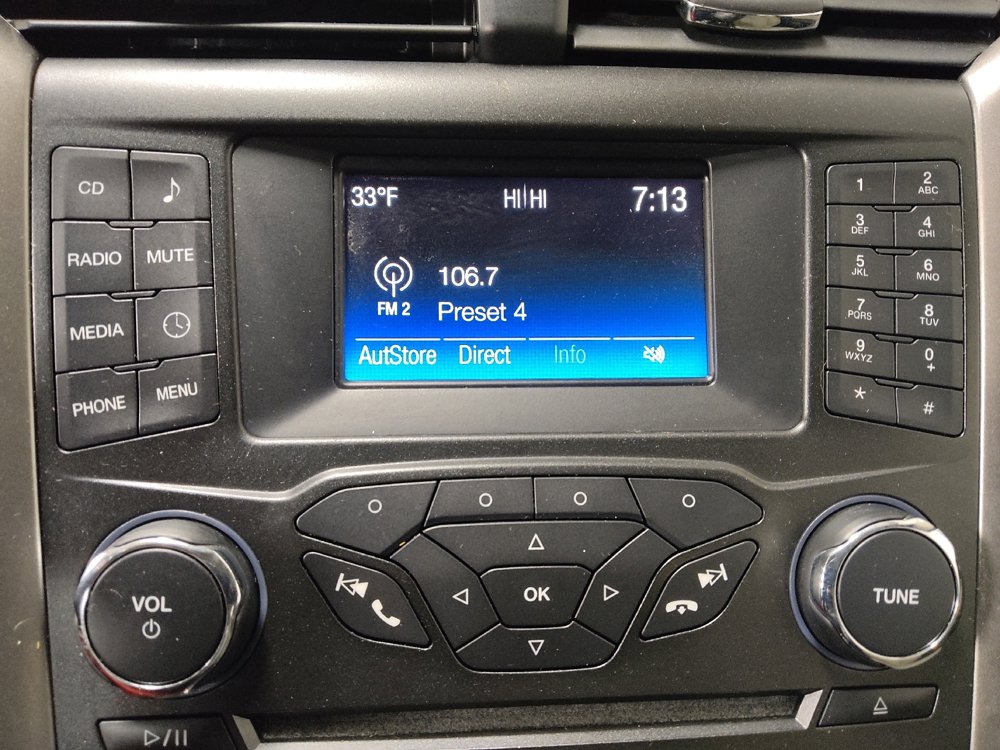 CD
RADIO MUTE
MEDIA
PHONE MENU
33°F HI HI 7:13
106.7
FM 2
Preset 4
AutStore Direct Info
1 2 ABC
3 DEF 4 GHI
5 JKL 6 MNO
7 PQRS 8 TUV
9 WXYZ 0 +
* #
VOL
OK
TUNE